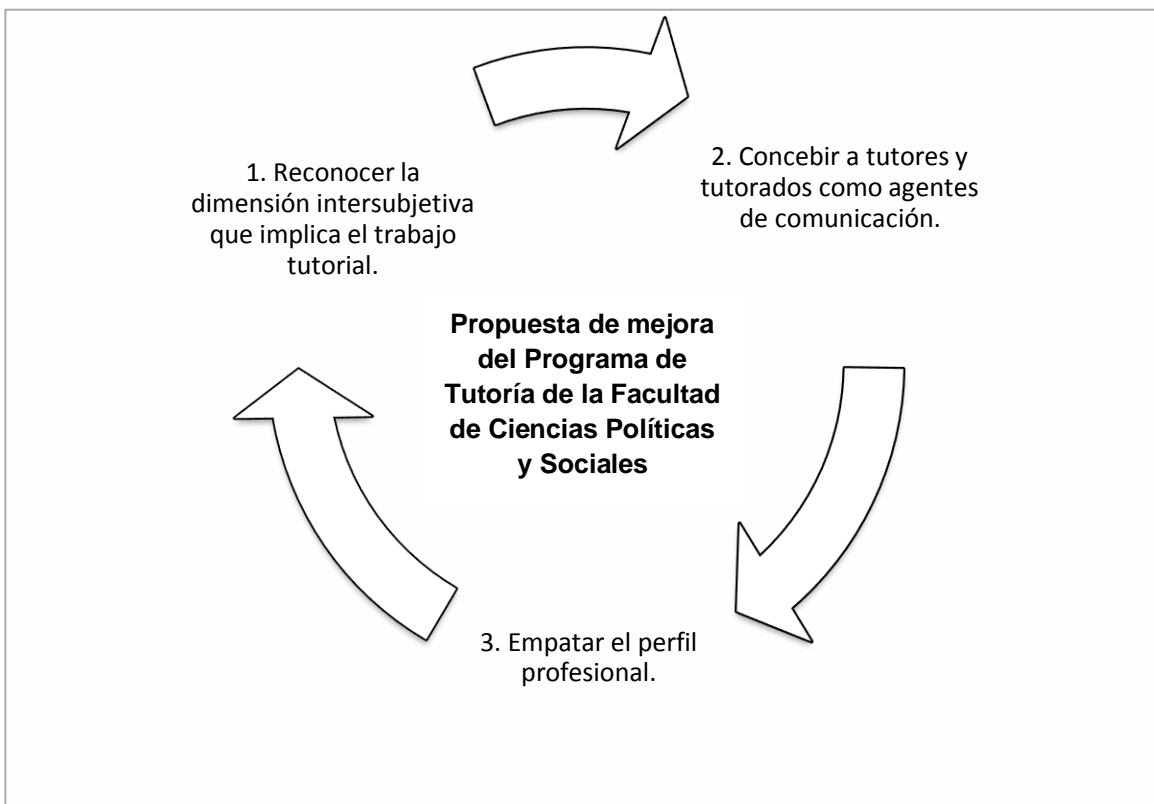 1. Reconocer la
dimensión intersubjetiva
que implica el trabajo
tutorial.
2. Concebir a tutores y
tutorados como agentes
de comunicación.
Propuesta de mejora
del Programa de
Tutoría de la Facultad
de Ciencias Políticas
y Sociales
3. Empatar el perfil
profesional.